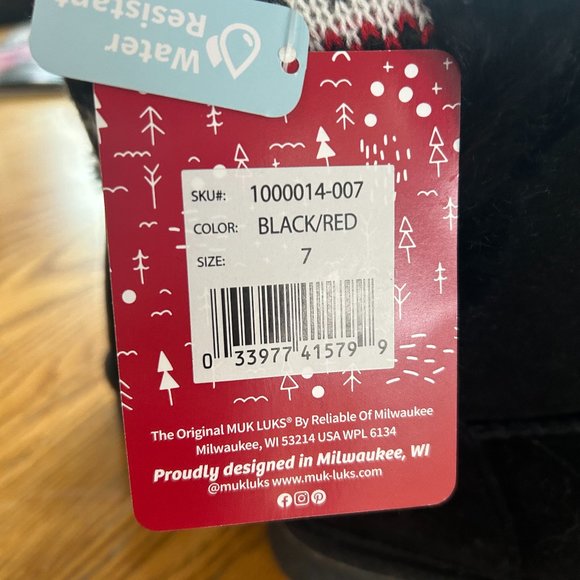 Water
Resistant
SKU#: 1000014-007
COLOR: BLACK/RED
SIZE: 7
0 33977 41579 9
The Original MUK LUKS® By Reliable Of Milwaukee
Milwaukee, WI 53214 USA WPL 6134
Proudly designed in Milwaukee, WI
@mukluks www.muk-luks.com